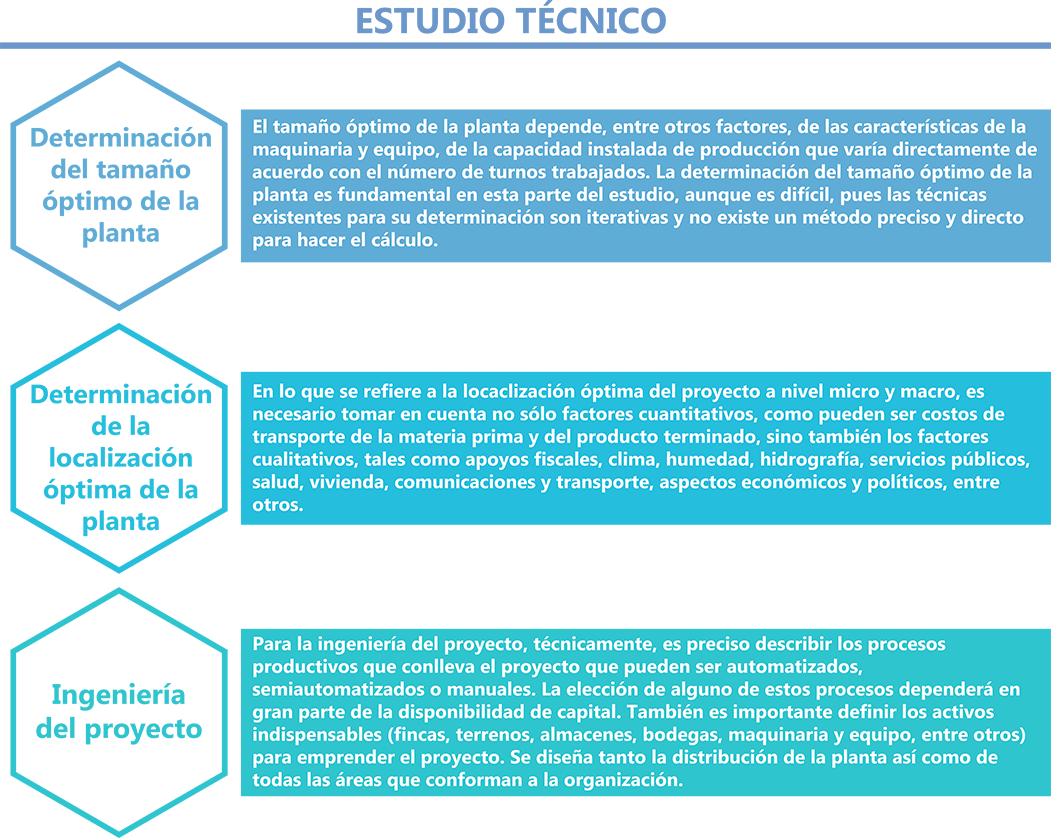 ESTUDIO TÉCNICO
Determinación
del tamaño
óptimo de la
planta
El tamaño óptimo de la planta depende, entre otros factores, de las características de la
maquinaria y equipo, de la capacidad instalada de producción que varía directamente de
acuerdo con el número de turnos trabajados. La determinación del tamaño óptimo de la
planta es fundamental en esta parte del estudio, aunque es difícil, pues las técnicas
existentes para su determinación son iterativas y no existe un método preciso y directo
para hacer el cálculo.
Determinación
de la
localización
óptima de la
planta
En lo que se refiere a la locaclización óptima del proyecto a nivel micro y macro, es
necesario tomar en cuenta no sólo factores cuantitativos, como pueden ser costos de
transporte de la materia prima y del producto terminado, sino también los factores
cualitativos, tales como apoyos fiscales, clima, humedad, hidrografía, servicios públicos,
salud, vivienda, comunicaciones y transporte, aspectos económicos y políticos, entre
otros.
Ingeniería
del proyecto
Para la ingeniería del proyecto, técnicamente, es preciso describir los procesos
productivos que conlleva el proyecto que pueden ser automatizados,
semiautomatizados o manuales. La elección de alguno de estos procesos dependerá en
gran parte de la disponibilidad de capital. También es importante definir los activos
indispensables (fincas, terrenos, almacenes, bodegas, maquinaria y equipo, entre otros)
para emprender el proyecto. Se diseña tanto la distribución de la planta así como de
todas las áreas que conforman a la organización.